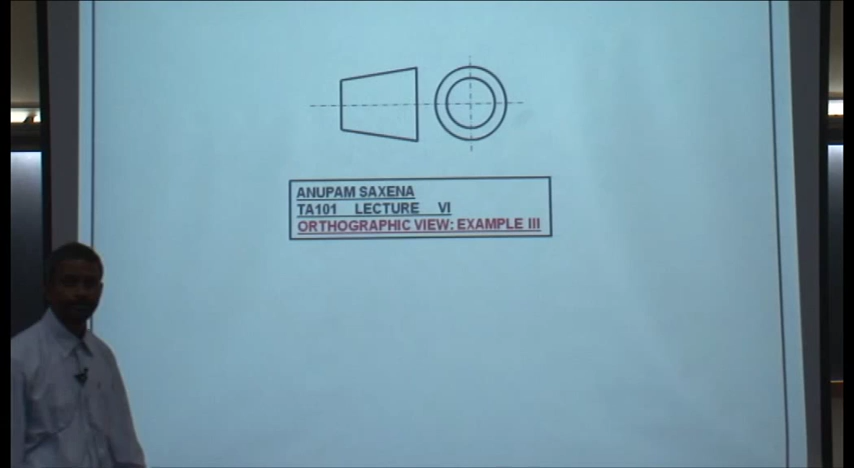 ANUPAM SAXENA
TA101 LECTURE VI
ORTHOGRAPHIC VIEW: EXAMPLE III